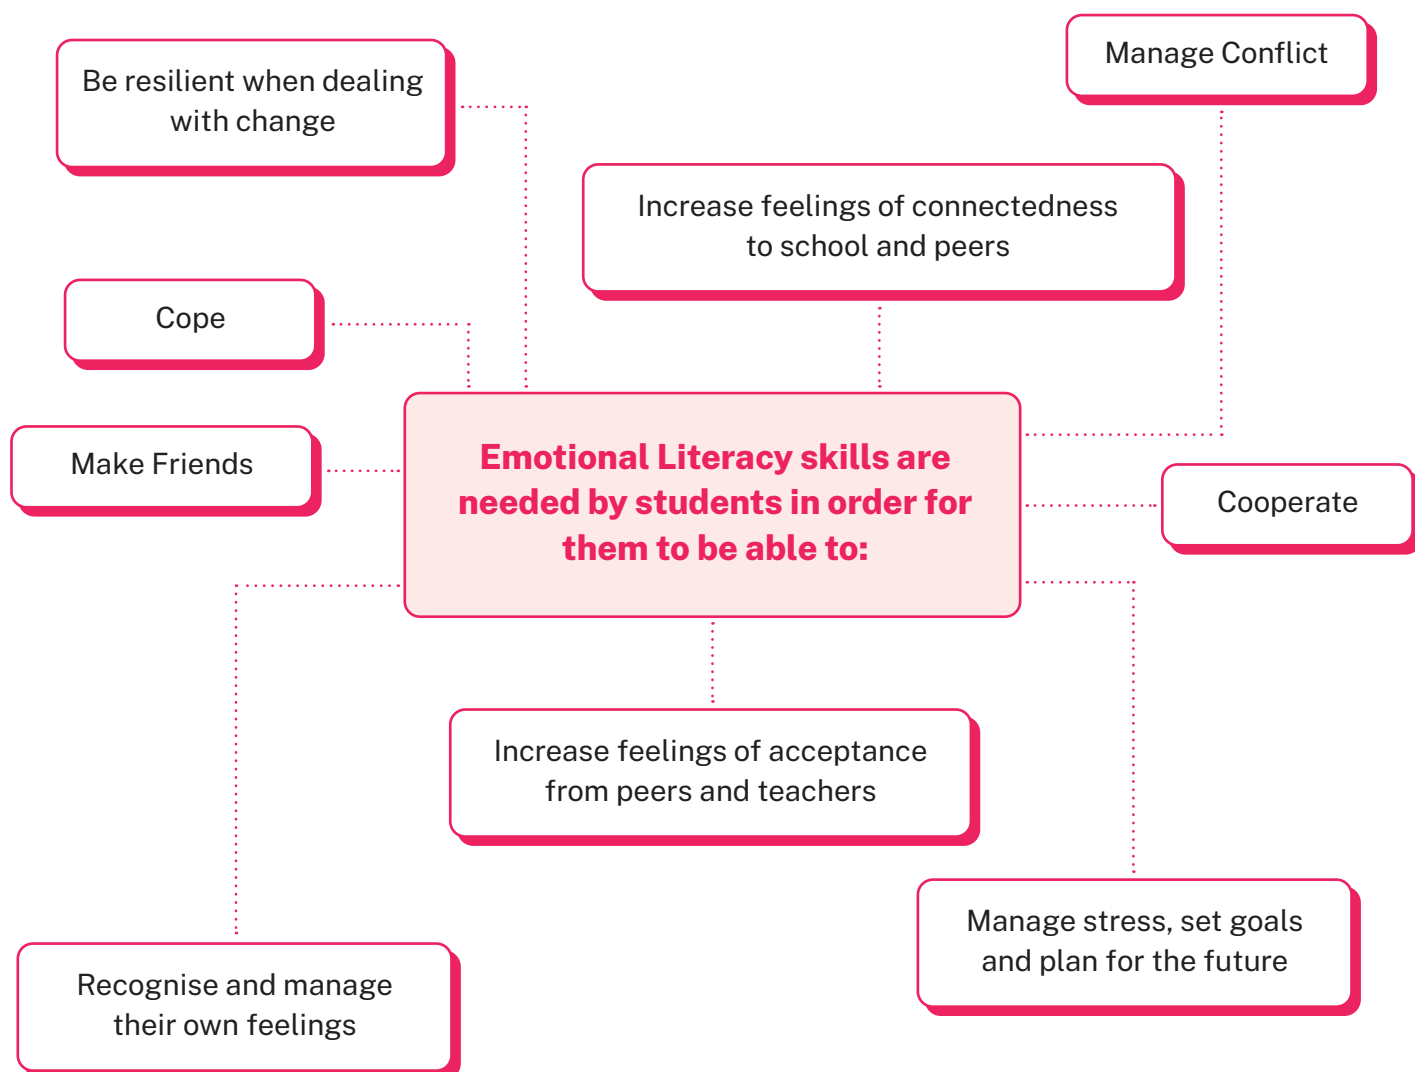 Manage Conflict
Be resilient when dealing
with change
Increase feelings of connectedness
to school and peers
Cope
Make Friends
Emotional Literacy skills are
needed by students in order for
them to be able to:
Cooperate
Increase feelings of acceptance
from peers and teachers
Manage stress, set goals
and plan for the future
Recognise and manage
their own feelings